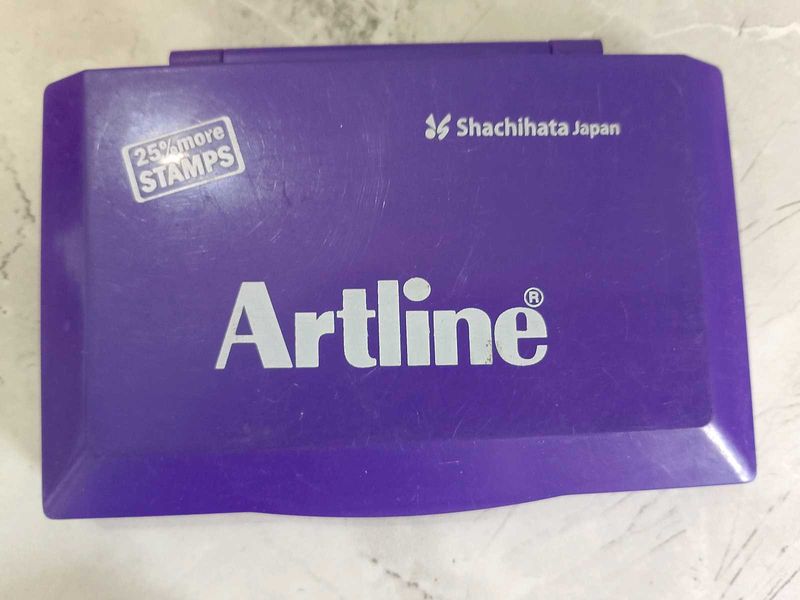 25% more
STAMPS
Shachihata Japan
Artline®